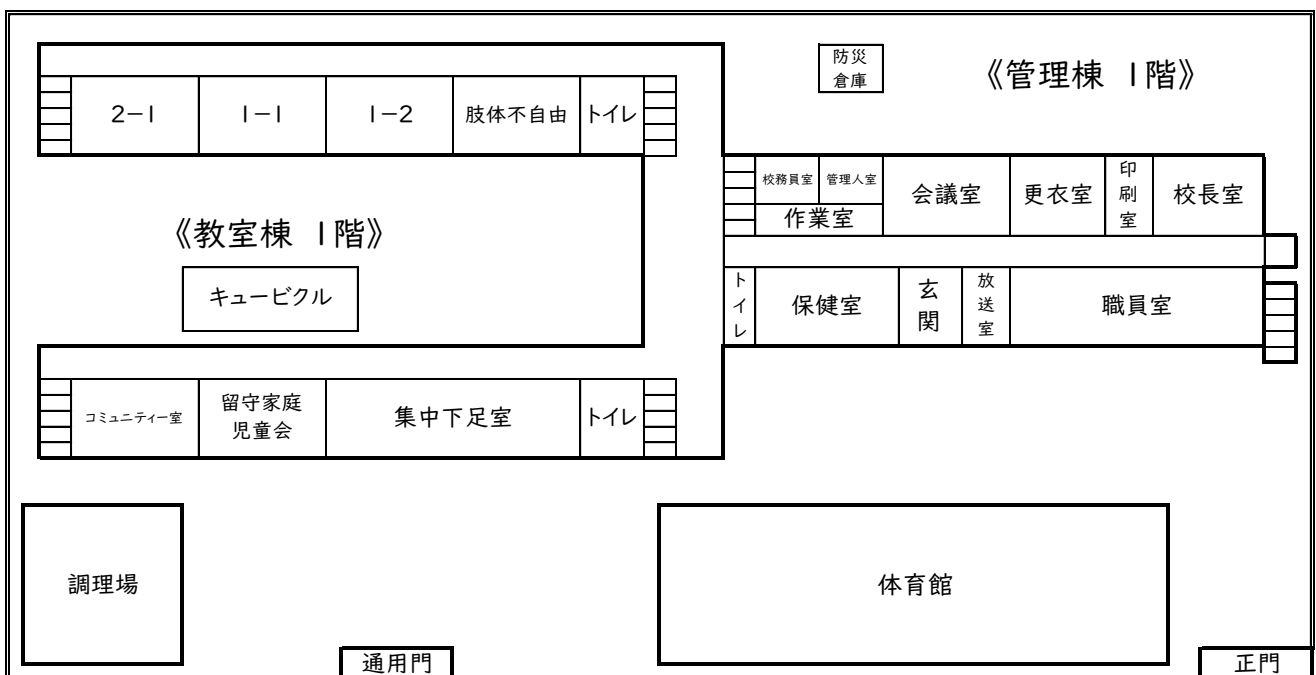 防災
倉庫
《管理棟 1階》
2-1
1-1
1-2
肢体不自由
トイレ
校務員室
管理人室
作業室
会議室
更衣室
印刷室
校長室
《教室棟 1階》
キュービクル
トイレ
保健室
玄関
放送室
職員室
コミュニティー室
留守家庭
児童会
集中下足室
トイレ
調理場
体育館
通用門
正門